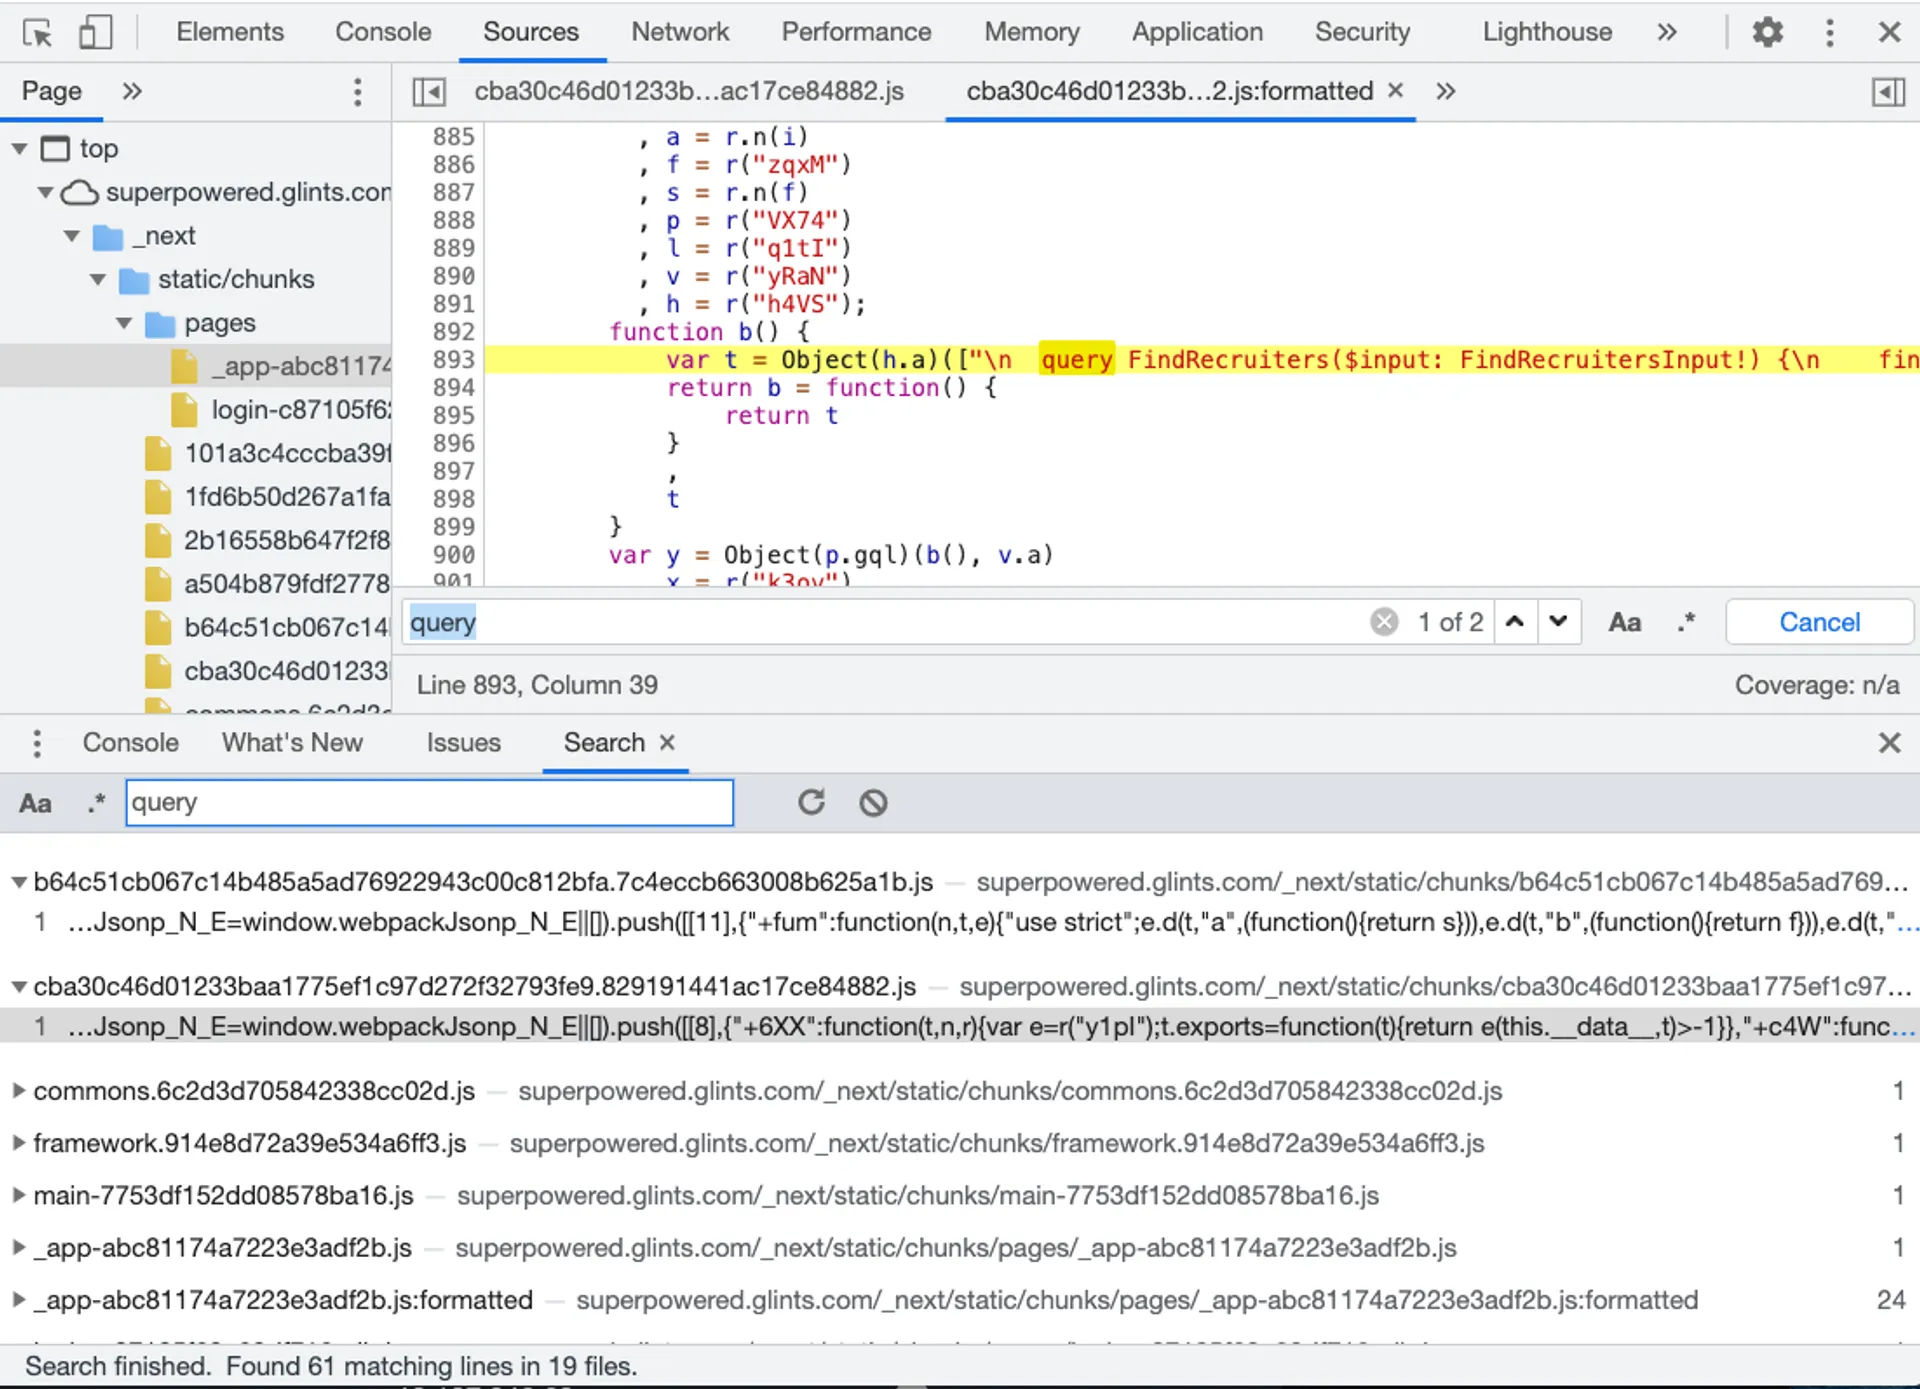 Elements Console Sources Network Performance Memory Application Security Lighthouse »
Page » cba30c46d01233b...ac17ce84882.js cba30c46d01233b...2.js:formatted × »
top
superpowered.glints.con
_next
static/chunks
pages
_app-abc81174
login-c87105f62
101a3c4cccba39f
1fd6b50d267a1fa
2b16558b647f2f8
a504b879fdf2778
b64c51cb067c14
cba30c46d01233
commons.6c2d3c
885 , a = r.n(i)
886 , f = r("zqxM")
887 , s = r.n(f)
888 , p = r("VX74")
889 , l = r("q1tI")
890 , v = r("yRaN")
891 , h = r("h4VS");
892 function b() {
893 var t = Object(h.a)(["\n query FindRecruiters($input: FindRecruitersInput!) {\n fin
894 return b = function() {
895 return t
896 }
897 ,
898 t
899 }
900 var y = Object(p.gql)(b(), v.a)
901 x = r("k3ov")
query 1 of 2 Aa .* Cancel
Line 893, Column 39 Coverage: n/a
Console What's New Issues Search ×
Aa .* query
b64c51cb067c14b485a5ad76922943c00c812bfa.7c4eccb663008b625a1b.js — superpowered.glints.com/_next/static/chunks/b64c51cb067c14b485a5ad769...
1 ...Jsonp_N_E=window.webpackJsonp_N_E||[]).push([[11],{"+fum":function(n,t,e){"use strict";e.d(t,"a",(function(){return s})),e.d(t,"b",(function(){return f})),e.d(t,"...
cba30c46d01233baa1775ef1c97d272f32793fe9.829191441ac17ce84882.js — superpowered.glints.com/_next/static/chunks/cba30c46d01233baa1775ef1c97...
1 ...Jsonp_N_E=window.webpackJsonp_N_E||[]).push([[8],{"+6XX":function(t,n,r){var e=r("y1pI");t.exports=function(t){return e(this.__data__,t)>-1}},"+c4W":func...
commons.6c2d3d705842338cc02d.js — superpowered.glints.com/_next/static/chunks/commons.6c2d3d705842338cc02d.js 1
framework.914e8d72a39e534a6ff3.js — superpowered.glints.com/_next/static/chunks/framework.914e8d72a39e534a6ff3.js 1
main-7753df152dd08578ba16.js — superpowered.glints.com/_next/static/chunks/main-7753df152dd08578ba16.js 1
_app-abc81174a7223e3adf2b.js — superpowered.glints.com/_next/static/chunks/pages/_app-abc81174a7223e3adf2b.js 1
_app-abc81174a7223e3adf2b.js:formatted — superpowered.glints.com/_next/static/chunks/pages/_app-abc81174a7223e3adf2b.js:formatted 24
Search finished. Found 61 matching lines in 19 files.